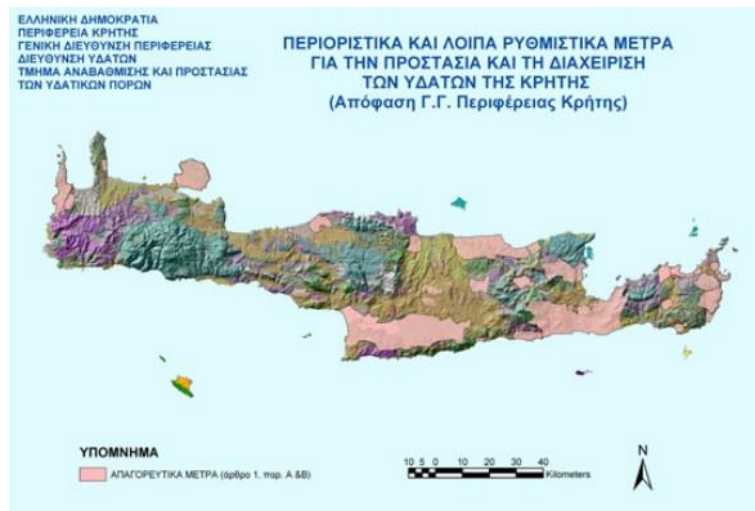 ΕΛΛΗΝΙΚΗ ΔΗΜΟΚΡΑΤΙΑ
ΠΕΡΙΦΕΡΕΙΑ ΚΡΗΤΗΣ
ΓΕΝΙΚΗ ΔΙΕΥΘΥΝΣΗ ΠΕΡΙΦΕΡΕΙΑΣ
ΔΙΕΥΘΥΝΣΗ ΥΔΑΤΩΝ
ΤΜΗΜΑ ΑΝΑΒΑΘΜΙΣΗΣ ΚΑΙ ΠΡΟΣΤΑΣΙΑΣ
ΤΩΝ ΥΔΑΤΙΚΩΝ ΠΟΡΩΝ
ΠΕΡΙΟΡΙΣΤΙΚΑ ΚΑΙ ΛΟΙΠΑ ΡΥΘΜΙΣΤΙΚΑ ΜΕΤΡΑ
ΓΙΑ ΤΗΝ ΠΡΟΣΤΑΣΙΑ ΚΑΙ ΤΗ ΔΙΑΧΕΙΡΙΣΗ
ΤΩΝ ΥΔΑΤΩΝ ΤΗΣ ΚΡΗΤΗΣ
(Απόφαση Γ.Γ. Περιφέρειας Κρήτης)
ΥΠΟΜΝΗΜΑ
ΑΠΑΓΟΡΕΥΤΙΚΑ ΜΕΤΡΑ (άρθρο 1, παρ. Α &Β)
10 5 0 10 20 30 40
Kilometers
N